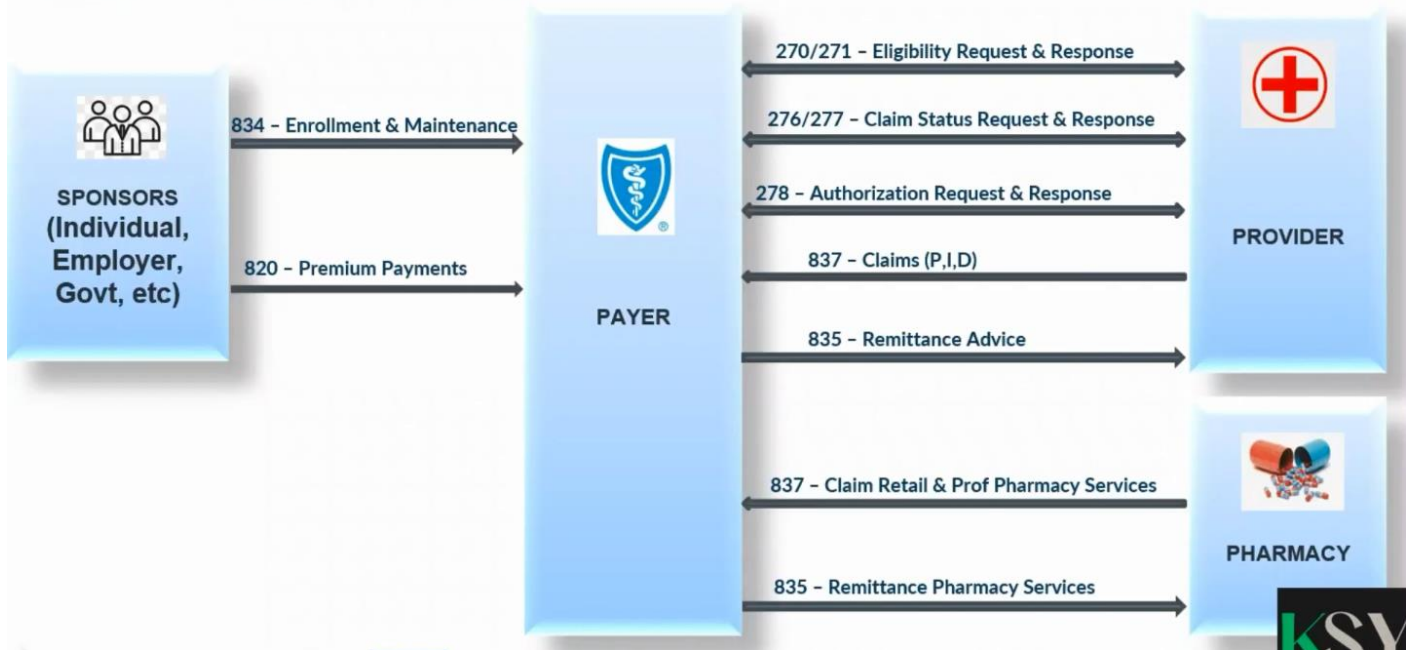 SPONSORS
(Individual,
Employer,
Govt, etc)
834 – Enrollment & Maintenance
820 – Premium Payments
®
PAYER
270/271 – Eligibility Request & Response
276/277 – Claim Status Request & Response
278 – Authorization Request & Response
837 – Claims (P,I,D)
835 – Remittance Advice
PROVIDER
837 – Claim Retail & Prof Pharmacy Services
835 – Remittance Pharmacy Services
PHARMACY
KSY